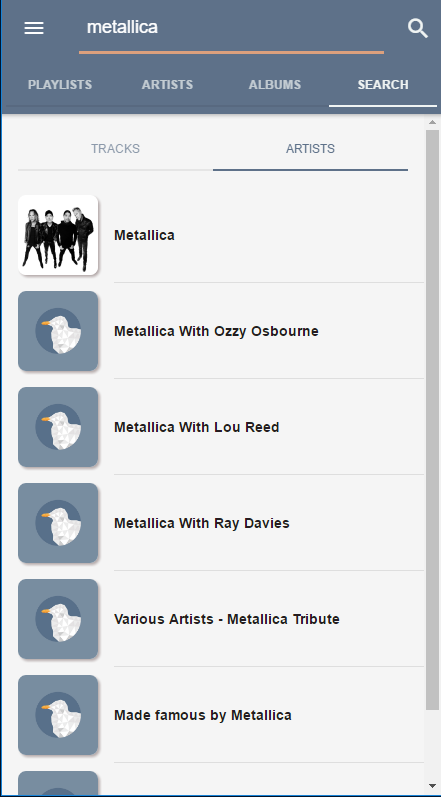 metallica
PLAYLISTS ARTISTS ALBUMS SEARCH
TRACKS ARTISTS
Metallica
Metallica With Ozzy Osbourne
Metallica With Lou Reed
Metallica With Ray Davies
Various Artists - Metallica Tribute
Made famous by Metallica